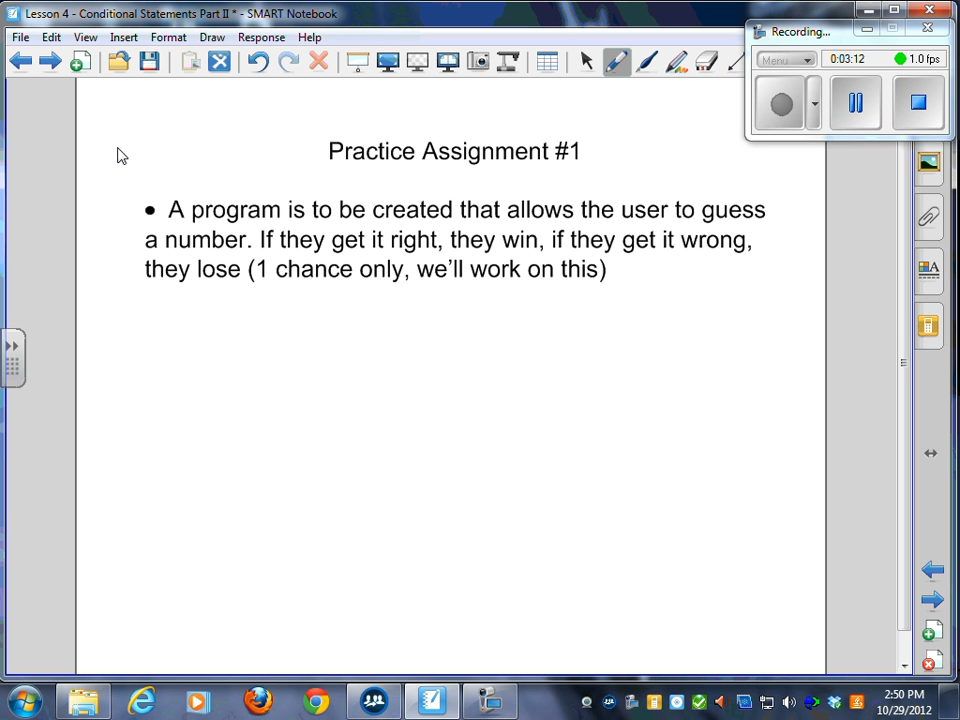 Lesson 4 - Conditional Statements Part II * - SMART Notebook
File Edit View Insert Format Draw Response Help
Recording...
Menu 0:03:12 1.0 fps
Practice Assignment #1
• A program is to be created that allows the user to guess
a number. If they get it right, they win, if they get it wrong,
they lose (1 chance only, we'll work on this)
2:50 PM
10/29/2012